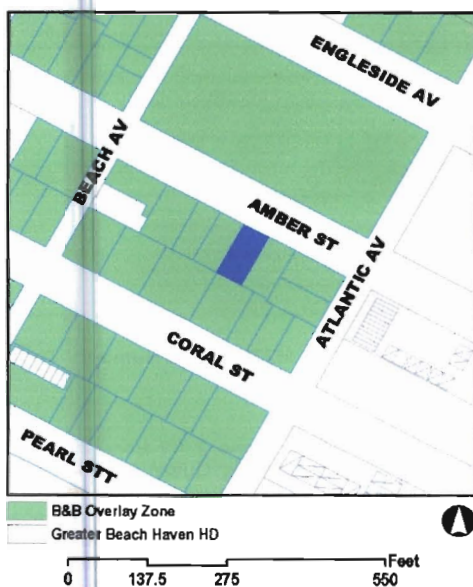 ENGLESIDE AV
BEACH AV
AMBER ST
ATLANTIC AV
CORAL ST
PEARL STT
B&B Overlay Zone
Greater Beach Haven HD
Feet
0 137.5 275 550